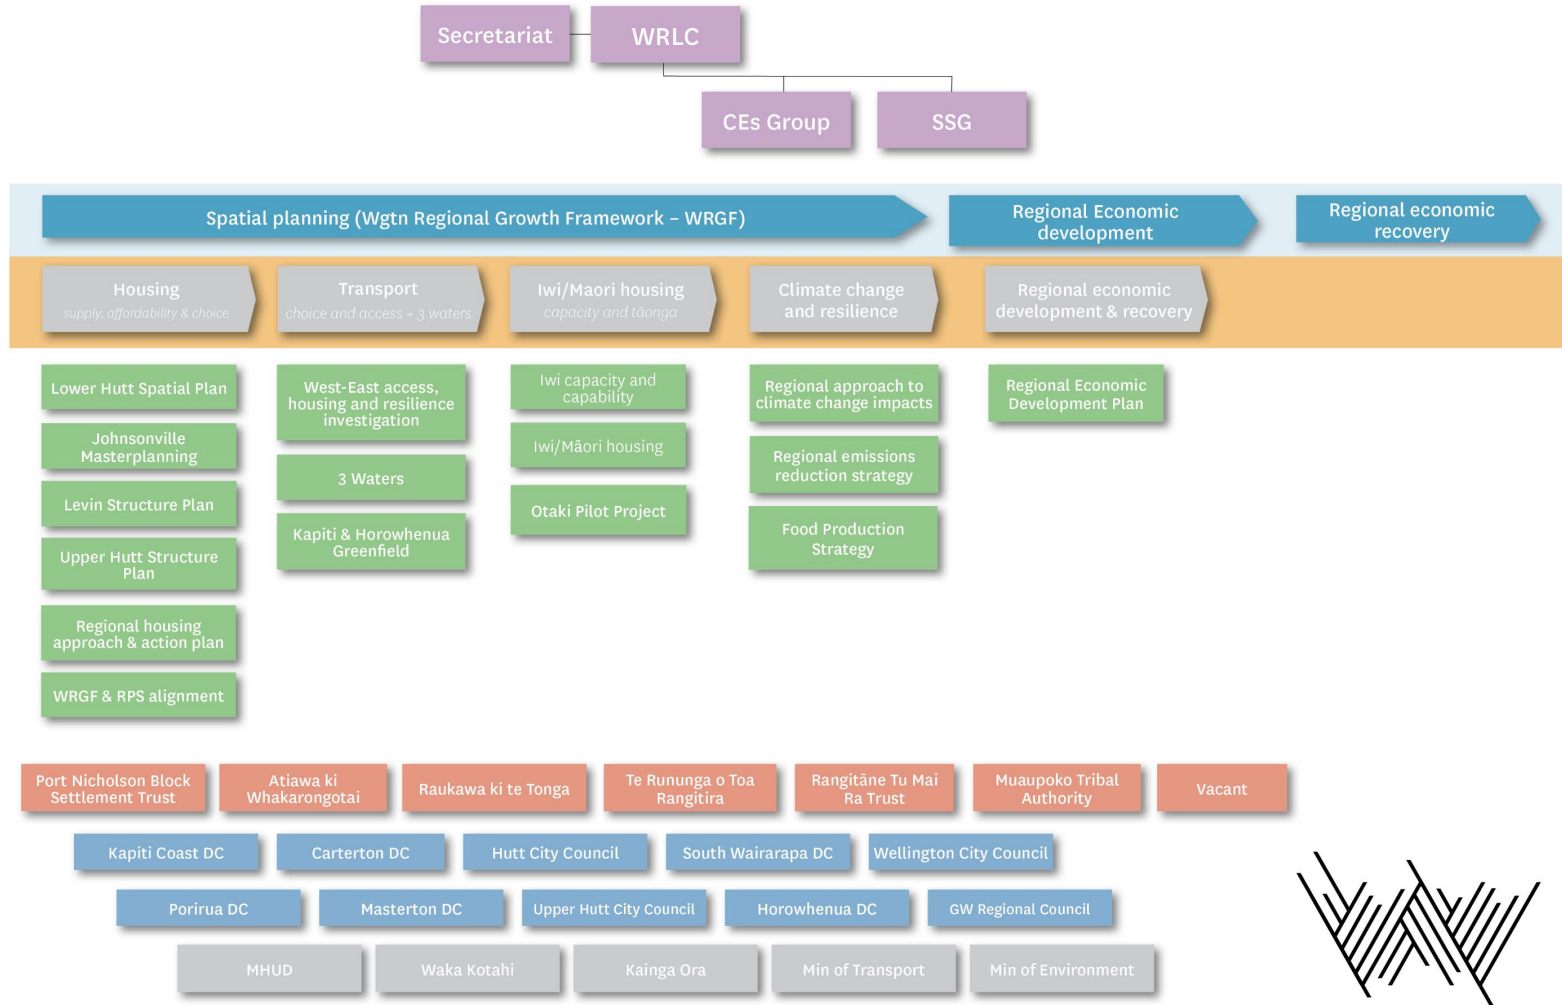 Secretariat
WRLC
CEs Group
SSG
Spatial planning (Wgtn Regional Growth Framework – WRGF)
Regional Economic
development
Regional economic
recovery
Housing
supply, affordability & choice
Transport
choice and access + 3 waters
Iwi/Maori housing
capacity and tāonga
Climate change
and resilience
Regional economic
development & recovery
Lower Hutt Spatial Plan
Johnsonville
Masterplanning
Levin Structure Plan
Upper Hutt Structure
Plan
Regional housing
approach & action plan
WRGF & RPS alignment
West-East access,
housing and resilience
investigation
3 Waters
Kapiti & Horowhenua
Greenfield
Iwi capacity and
capability
Iwi/Māori housing
Otaki Pilot Project
Regional approach to
climate change impacts
Regional emissions
reduction strategy
Food Production
Strategy
Regional Economic
Development Plan
Port Nicholson Block
Settlement Trust
Atiawa ki
Whakarongotai
Raukawa ki te Tonga
Te Rununga o Toa
Rangitira
Rangitāne Tu Mai
Ra Trust
Muaupoko Tribal
Authority
Vacant
Kapiti Coast DC
Carterton DC
Hutt City Council
South Wairarapa DC
Wellington City Council
Porirua DC
Masterton DC
Upper Hutt City Council
Horowhenua DC
GW Regional Council
MHUD
Waka Kotahi
Kainga Ora
Min of Transport
Min of Environment